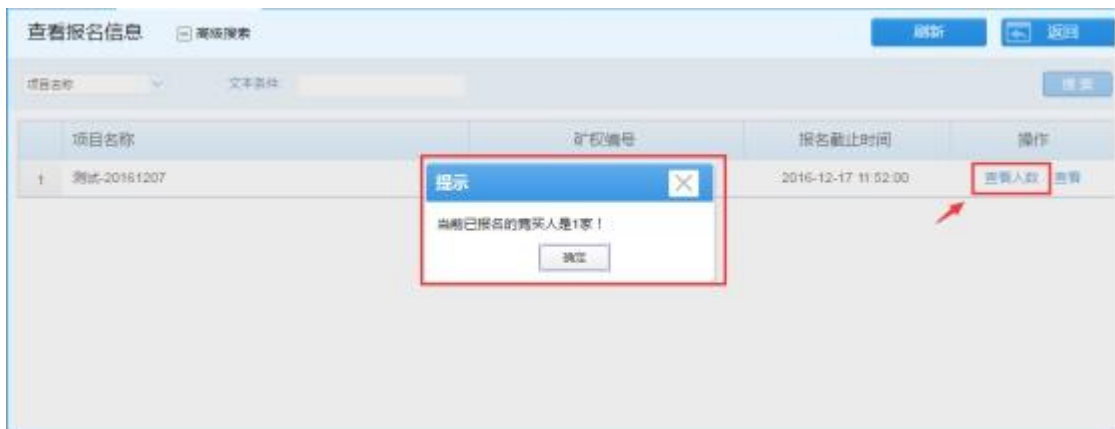 查看报名信息 高级搜索 刷新 返回
项目名称 文本条件 搜索
项目名称 矿权编号 报名截止时间 操作
1 测试-20161207 2016-12-17 11:52:00 查看人数 查看
提示
当前已报名的竞买人是1家！
确定